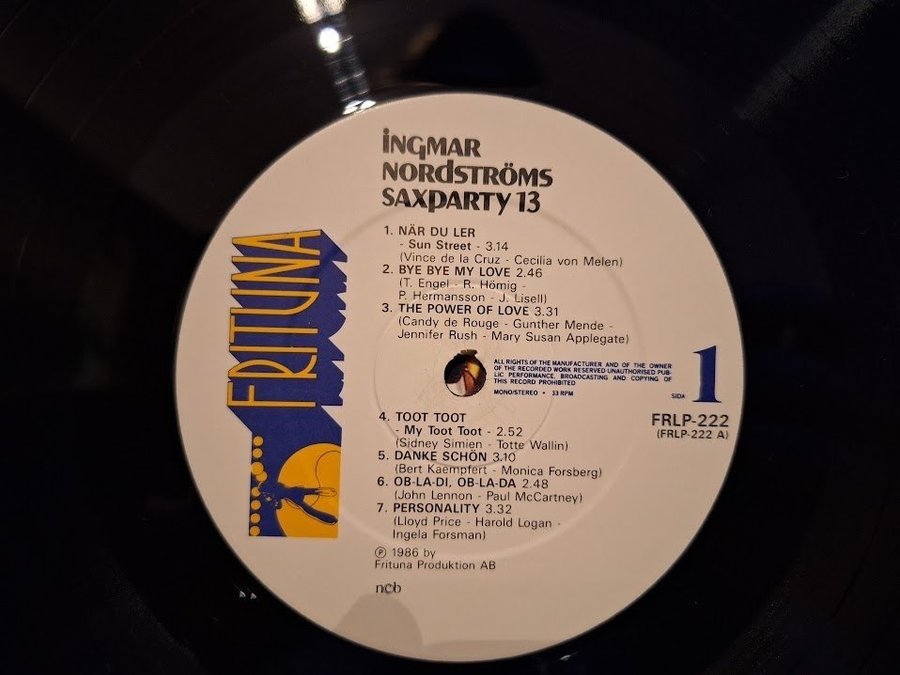 iNGMAR
NORDSTRÖMS
SAXPARTY 13
FRITUNA
1. NÄR DU LER
- Sun Street - 3.14
(Vince de la Cruz - Cecilia von Melen)
2. BYE BYE MY LOVE 2.46
(T. Engel - R. Hömig -
P. Hermansson - J. Lisell)
3. THE POWER OF LOVE 3.31
(Candy de Rouge - Gunther Mende -
Jennifer Rush - Mary Susan Applegate)
ALL RIGHTS OF THE MANUFACTURER AND OF THE OWNER
OF THE RECORDED WORK RESERVED·UNAUTHORISED PUB-
LIC PERFORMANCE, BROADCASTING AND COPYING OF
THIS RECORD PROHIBITED
MONO/STEREO • 33 RPM
SIDA 1
FRLP-222
(FRLP-222 A)
4. TOOT TOOT
- My Toot Toot - 2.52
(Sidney Simien - Totte Wallin)
5. DANKE SCHÖN 3.10
(Bert Kaempfert - Monica Forsberg)
6. OB-LA-DI, OB-LA-DA 2.48
(John Lennon - Paul McCartney)
7. PERSONALITY 3.32
(Lloyd Price - Harold Logan -
Ingela Forsman)
Ⓟ 1986 by
Frituna Produktion AB
ncb